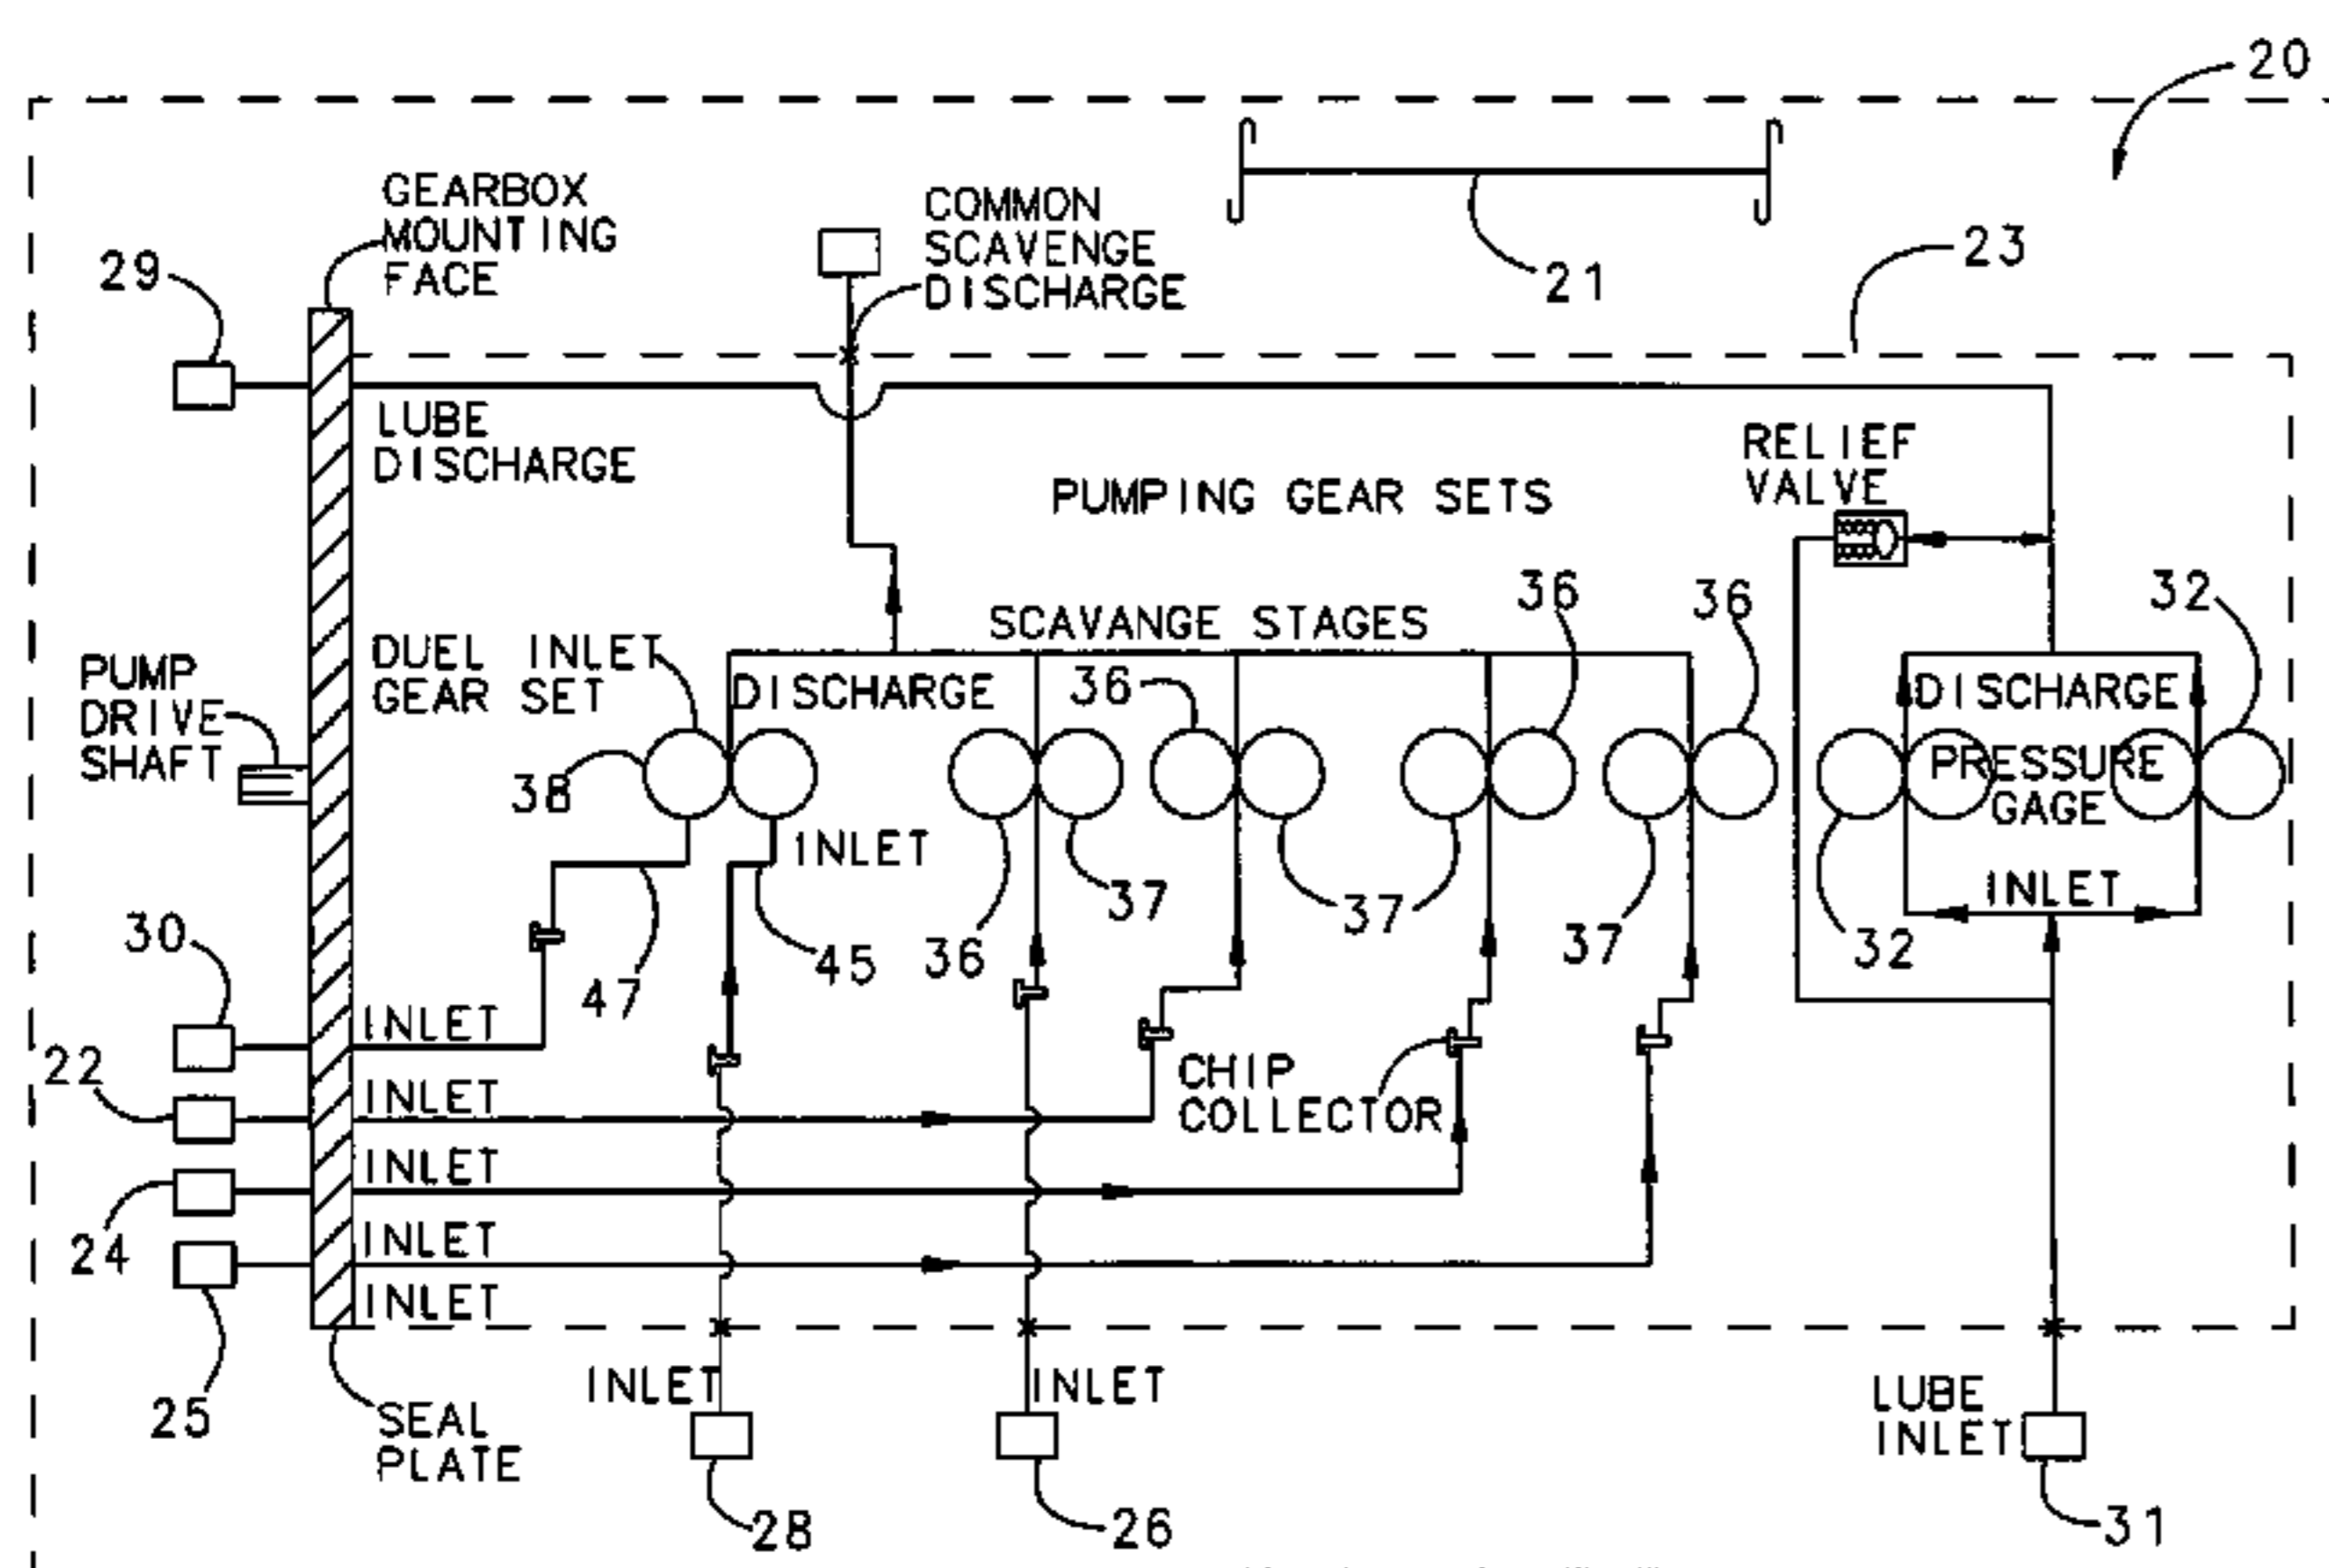 20
GEARBOX
MOUNTING
FACE
COMMON
SCAVENGE
DISCHARGE
21
23
29
LUBE
DISCHARGE
RELIEF
VALVE
PUMPING GEAR SETS
36
36
32
SCAVANGE STAGES
PUMP
DRIVE
SHAFT
DUEL INLET
GEAR SET
DISCHARGE
36
DISCHARGE
38
PRESSURE
GAGE
INLET
37
37
37
32
INLET
30
47
45
36
INLET
22
INLET
CHIP
COLLECTOR
INLET
24
INLET
INLET
25
SEAL
PLATE
INLET
INLET
LUBE
INLET
28
26
31